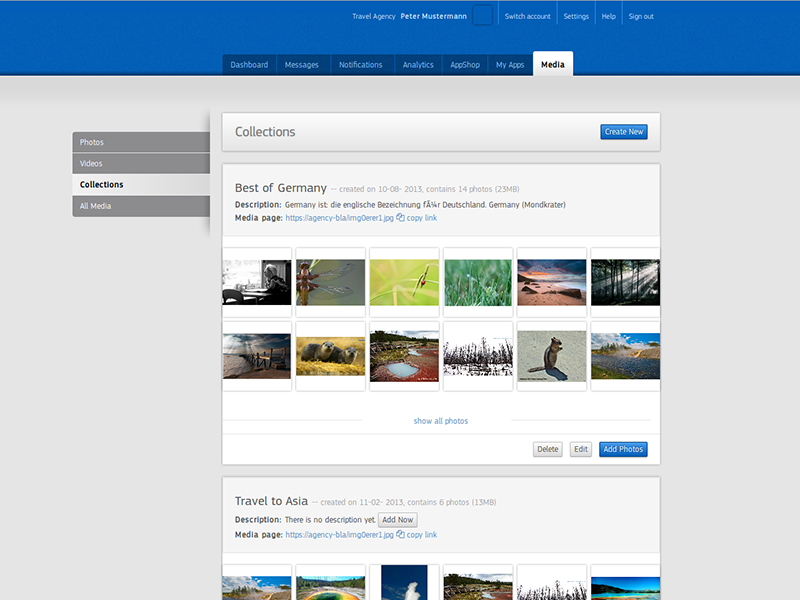 Travel Agency Peter Mustermann Switch account Settings Help Sign out
Dashboard Messages Notifications Analytics AppShop My Apps Media
Photos
Videos
Collections
All Media
Collections Create New
Best of Germany — created on 10-08- 2013, contains 14 photos (23MB)
Description: Germany ist: die englische Bezeichnung fÃ¼r Deutschland. Germany (Mondkrater)
Media page: https://agency-bla/img0erer1.jpg copy link
show all photos
Delete Edit Add Photos
Travel to Asia — created on 11-02- 2013, contains 6 photos (13MB)
Description: There is no description yet. Add Now
Media page: https://agency-bla/img0erer1.jpg copy link